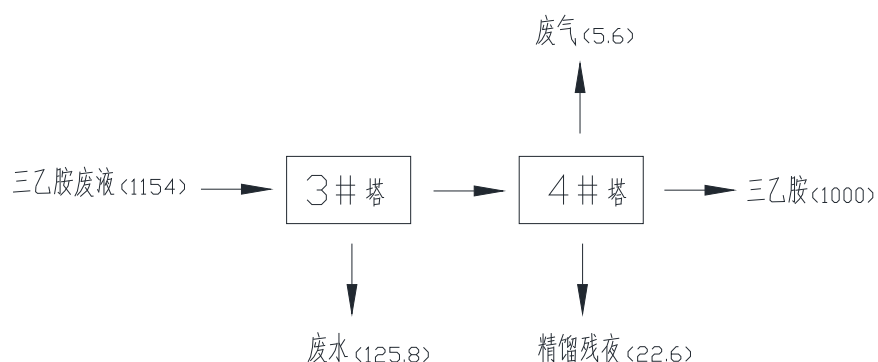 废气(5.6)
三乙胺废液(1154)
3#塔
4#塔
三乙胺(1000)
废水(125.8)
精馏残夜(22.6)